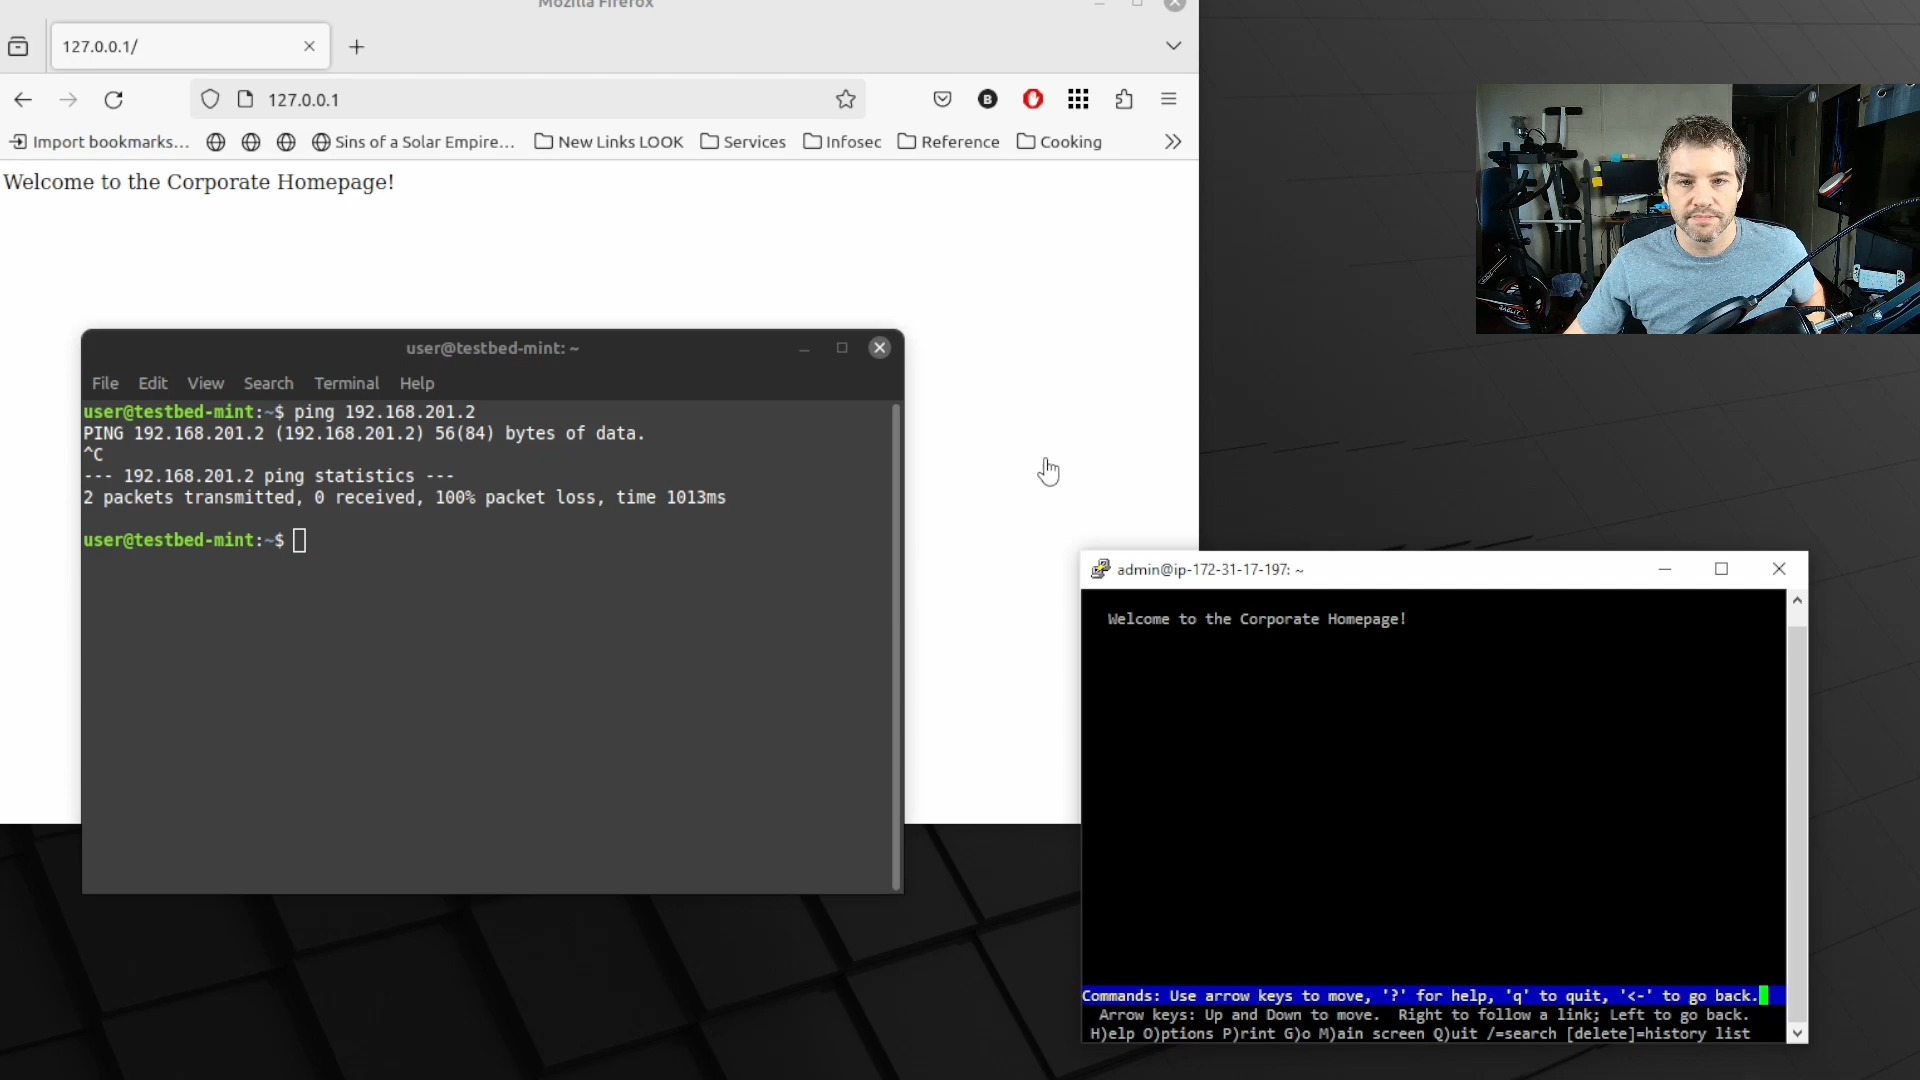 Mozilla Firefox
127.0.0.1/
127.0.0.1
Import bookmarks... Sins of a Solar Empire... New Links LOOK Services Infosec Reference Cooking
Welcome to the Corporate Homepage!
user@testbed-mint: ~
File Edit View Search Terminal Help
user@testbed-mint:~$ ping 192.168.201.2
PING 192.168.201.2 (192.168.201.2) 56(84) bytes of data.
^C
--- 192.168.201.2 ping statistics ---
2 packets transmitted, 0 received, 100% packet loss, time 1013ms
user@testbed-mint:~$
admin@ip-172-31-17-197: ~
Welcome to the Corporate Homepage!
Commands: Use arrow keys to move, '?' for help, 'q' to quit, '<-' to go back.
Arrow keys: Up and Down to move. Right to follow a link; Left to go back.
H)elp O)ptions P)rint G)o M)ain screen Q)uit /=search [delete]=history list